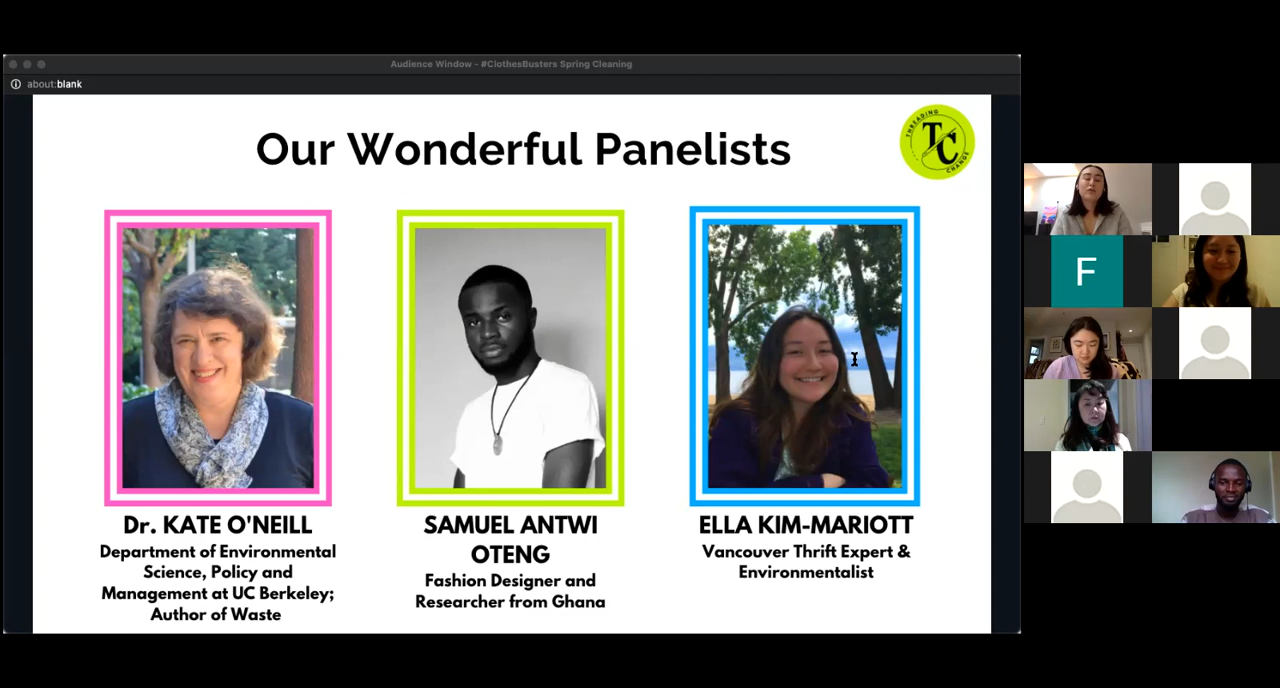 Audience Window - #ClothesBusters Spring Cleaning
about:blank
Our Wonderful Panelists
THREADING
TC
CHANGE
F
Dr. KATE O'NEILL
Department of Environmental
Science, Policy and
Management at UC Berkeley;
Author of Waste
SAMUEL ANTWI
OTENG
Fashion Designer and
Researcher from Ghana
ELLA KIM-MARIOTT
Vancouver Thrift Expert &
Environmentalist